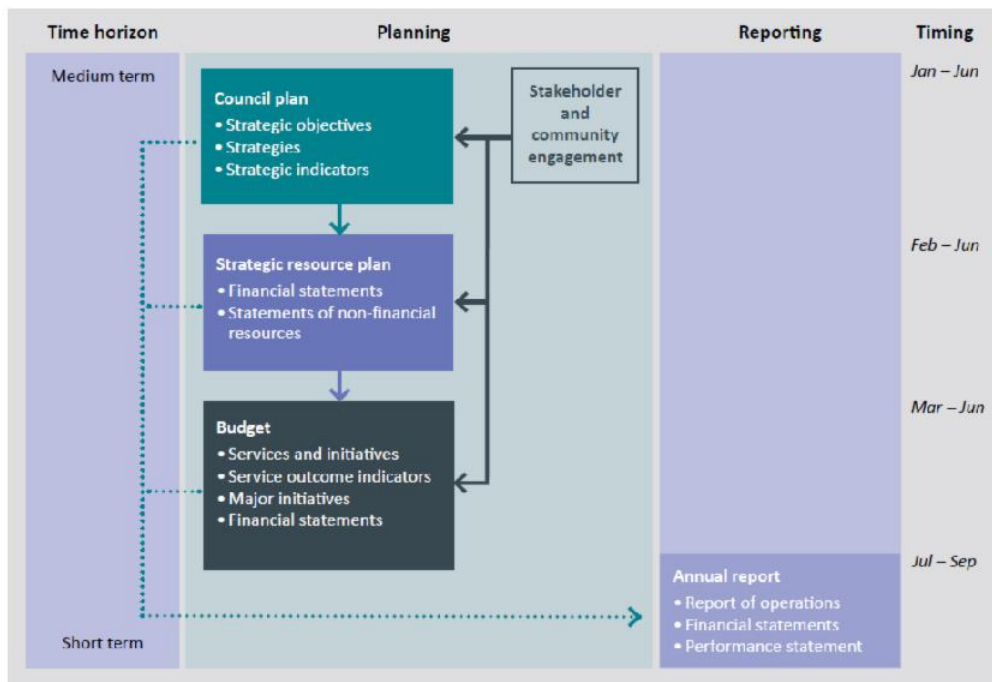 Time horizon
Planning
Reporting
Timing
Medium term
Jan – Jun
Council plan
• Strategic objectives
• Strategies
• Strategic indicators
Stakeholder
and
community
engagement
Feb – Jun
Strategic resource plan
• Financial statements
• Statements of non-financial
resources
Mar – Jun
Budget
• Services and initiatives
• Service outcome indicators
• Major initiatives
• Financial statements
Jul – Sep
Annual report
• Report of operations
• Financial statements
• Performance statement
Short term